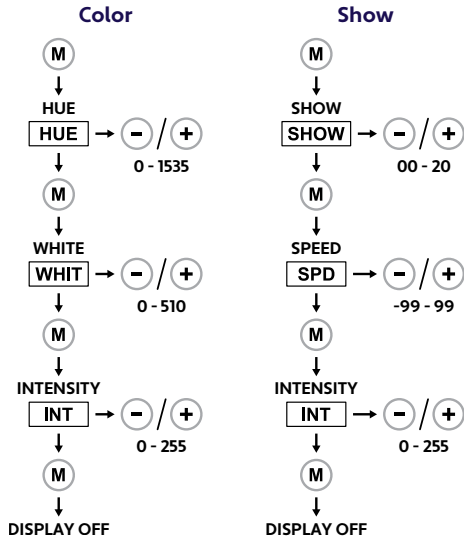 Color
M
HUE
HUE - / +
0 - 1535
M
WHITE
WHIT - / +
0 - 510
M
INTENSITY
INT - / +
0 - 255
M
DISPLAY OFF
Show
M
SHOW
SHOW - / +
00 - 20
M
SPEED
SPD - / +
-99 - 99
M
INTENSITY
INT - / +
0 - 255
M
DISPLAY OFF